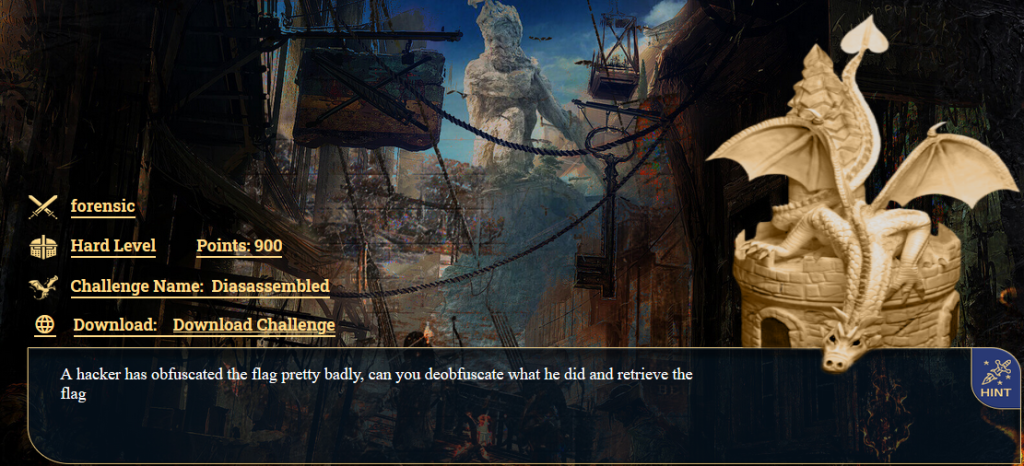 forensic
Hard Level Points: 900
Challenge Name: Diasassembled
Download: Download Challenge
A hacker has obfuscated the flag pretty badly, can you deobfuscate what he did and retrieve the
flag
HINT